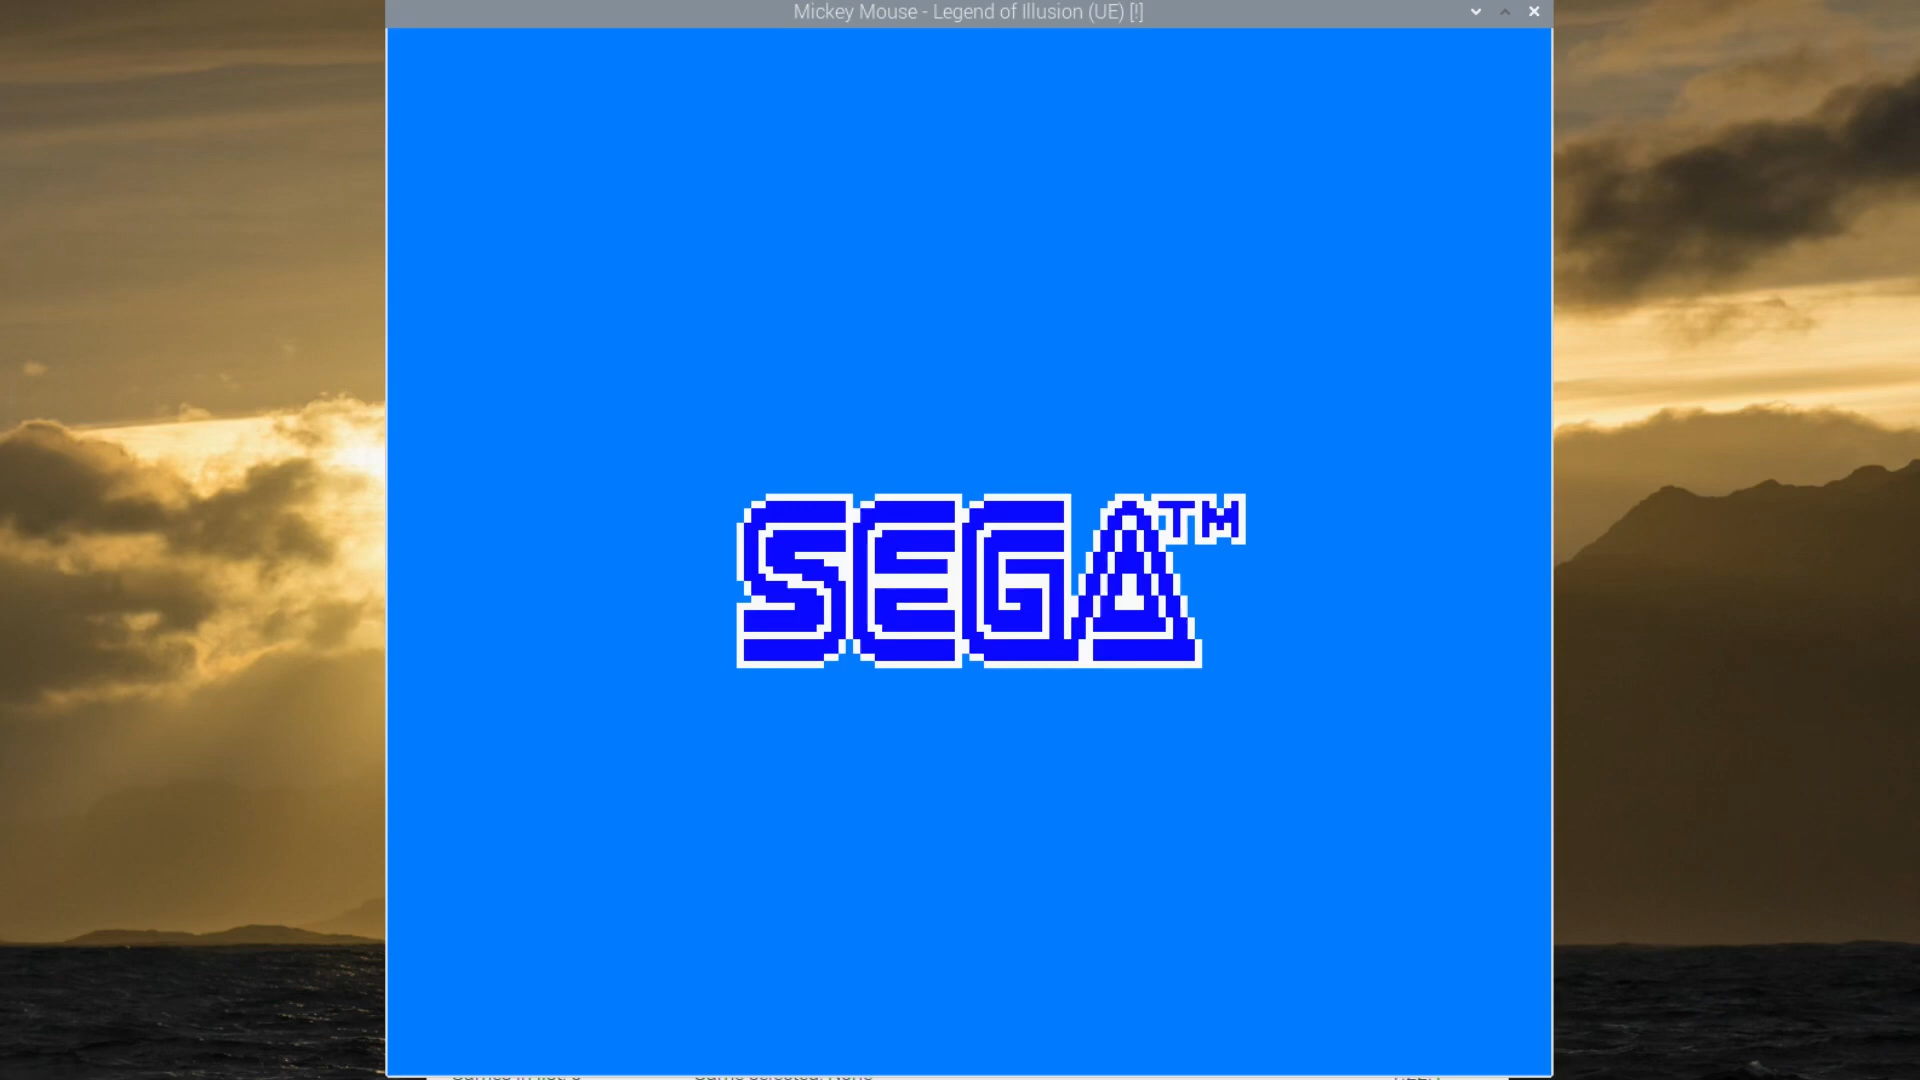 Mickey Mouse - Legend of Illusion (UE) [!]
SEGA™